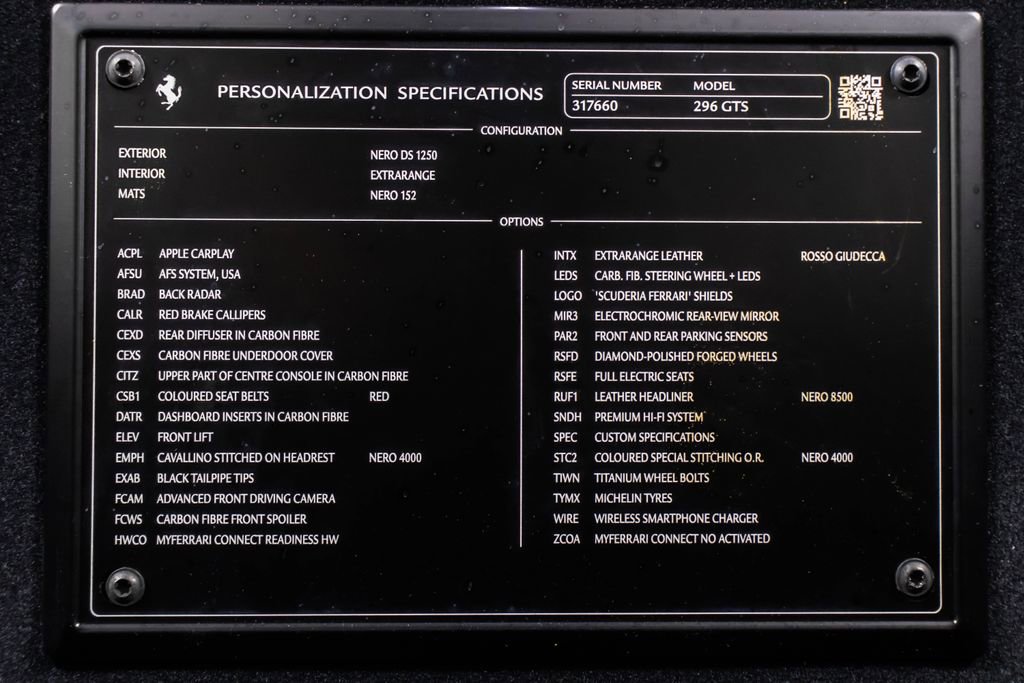 PERSONALIZATION SPECIFICATIONS
SERIAL NUMBER MODEL
317660 296 GTS
CONFIGURATION
EXTERIOR NERO DS 1250
INTERIOR EXTRARANGE
MATS NERO 152
OPTIONS
ACPL APPLE CARPLAY
AFSU AFS SYSTEM, USA
BRAD BACK RADAR
CALR RED BRAKE CALLIPERS
CEXD REAR DIFFUSER IN CARBON FIBRE
CEXS CARBON FIBRE UNDERDOOR COVER
CITZ UPPER PART OF CENTRE CONSOLE IN CARBON FIBRE
CSB1 COLOURED SEAT BELTS RED
DATR DASHBOARD INSERTS IN CARBON FIBRE
ELEV FRONT LIFT
EMPH CAVALLINO STITCHED ON HEADREST NERO 4000
EXAB BLACK TAILPIPE TIPS
FCAM ADVANCED FRONT DRIVING CAMERA
FCWS CARBON FIBRE FRONT SPOILER
HWCO MYFERRARI CONNECT READINESS HW
INTX EXTRARANGE LEATHER ROSSO GIUDECCA
LEDS CARB. FIB. STEERING WHEEL + LEDS
LOGO 'SCUDERIA FERRARI' SHIELDS
MIR3 ELECTROCHROMIC REAR-VIEW MIRROR
PAR2 FRONT AND REAR PARKING SENSORS
RSFD DIAMOND-POLISHED FORGED WHEELS
RSFE FULL ELECTRIC SEATS
RUF1 LEATHER HEADLINER NERO 8500
SNDH PREMIUM HI-FI SYSTEM
SPEC CUSTOM SPECIFICATIONS
STC2 COLOURED SPECIAL STITCHING O.R. NERO 4000
TIWN TITANIUM WHEEL BOLTS
TYMX MICHELIN TYRES
WIRE WIRELESS SMARTPHONE CHARGER
ZCOA MYFERRARI CONNECT NO ACTIVATED